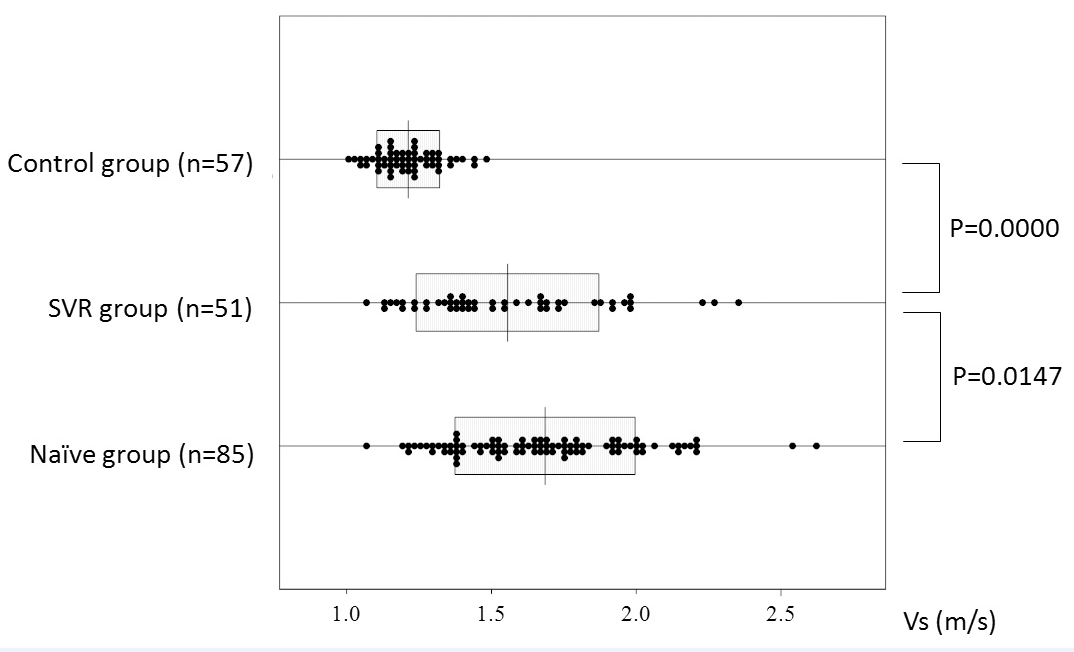 Control group (n=57)
P=0.0000
SVR group (n=51)
P=0.0147
Naïve group (n=85)
1.0 1.5 2.0 2.5
Vs (m/s)